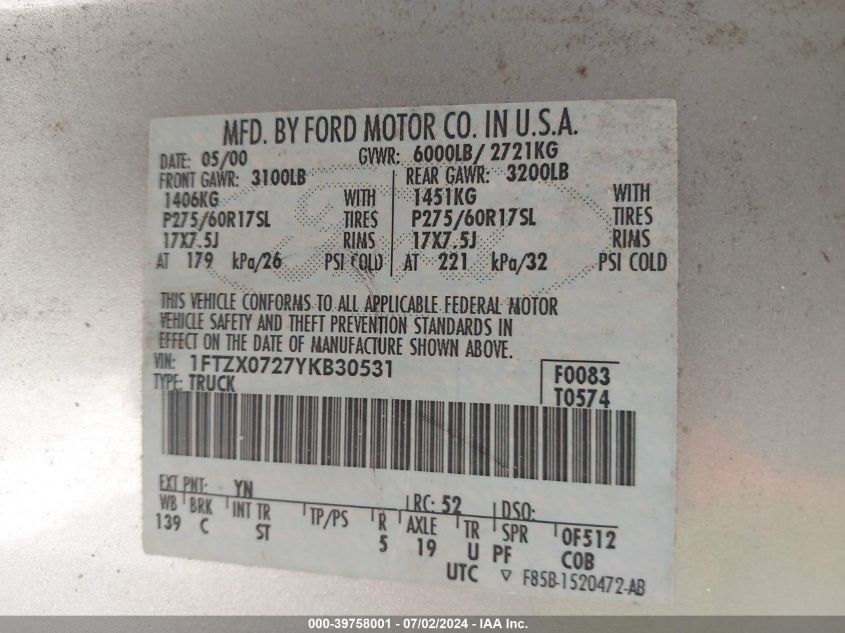 MFD. BY FORD MOTOR CO. IN U.S.A.
DATE: 05/00 GVWR: 6000LB/ 2721KG
FRONT GAWR: 3100LB REAR GAWR: 3200LB
1406KG WITH 1451KG WITH
P275/60R17SL TIRES P275/60R17SL TIRES
17X7.5J RIMS 17X7.5J RIMS
AT 179 kPa/26 PSI COLD AT 221 kPa/32 PSI COLD
THIS VEHICLE CONFORMS TO ALL APPLICABLE FEDERAL MOTOR
VEHICLE SAFETY AND THEFT PREVENTION STANDARDS IN
EFFECT ON THE DATE OF MANUFACTURE SHOWN ABOVE.
VIN: 1FTZX0727YKB30531 F0083
TYPE: TRUCK T0574
EXT PNT: YN RC: 52 DSO:
WB BRK INT TR TP/PS R AXLE TR SPR OF512
139 C ST 5 19 U PF COB
UTC ▽ F85B-1520472-AB
000-39758001 - 07/02/2024 - IAA Inc.